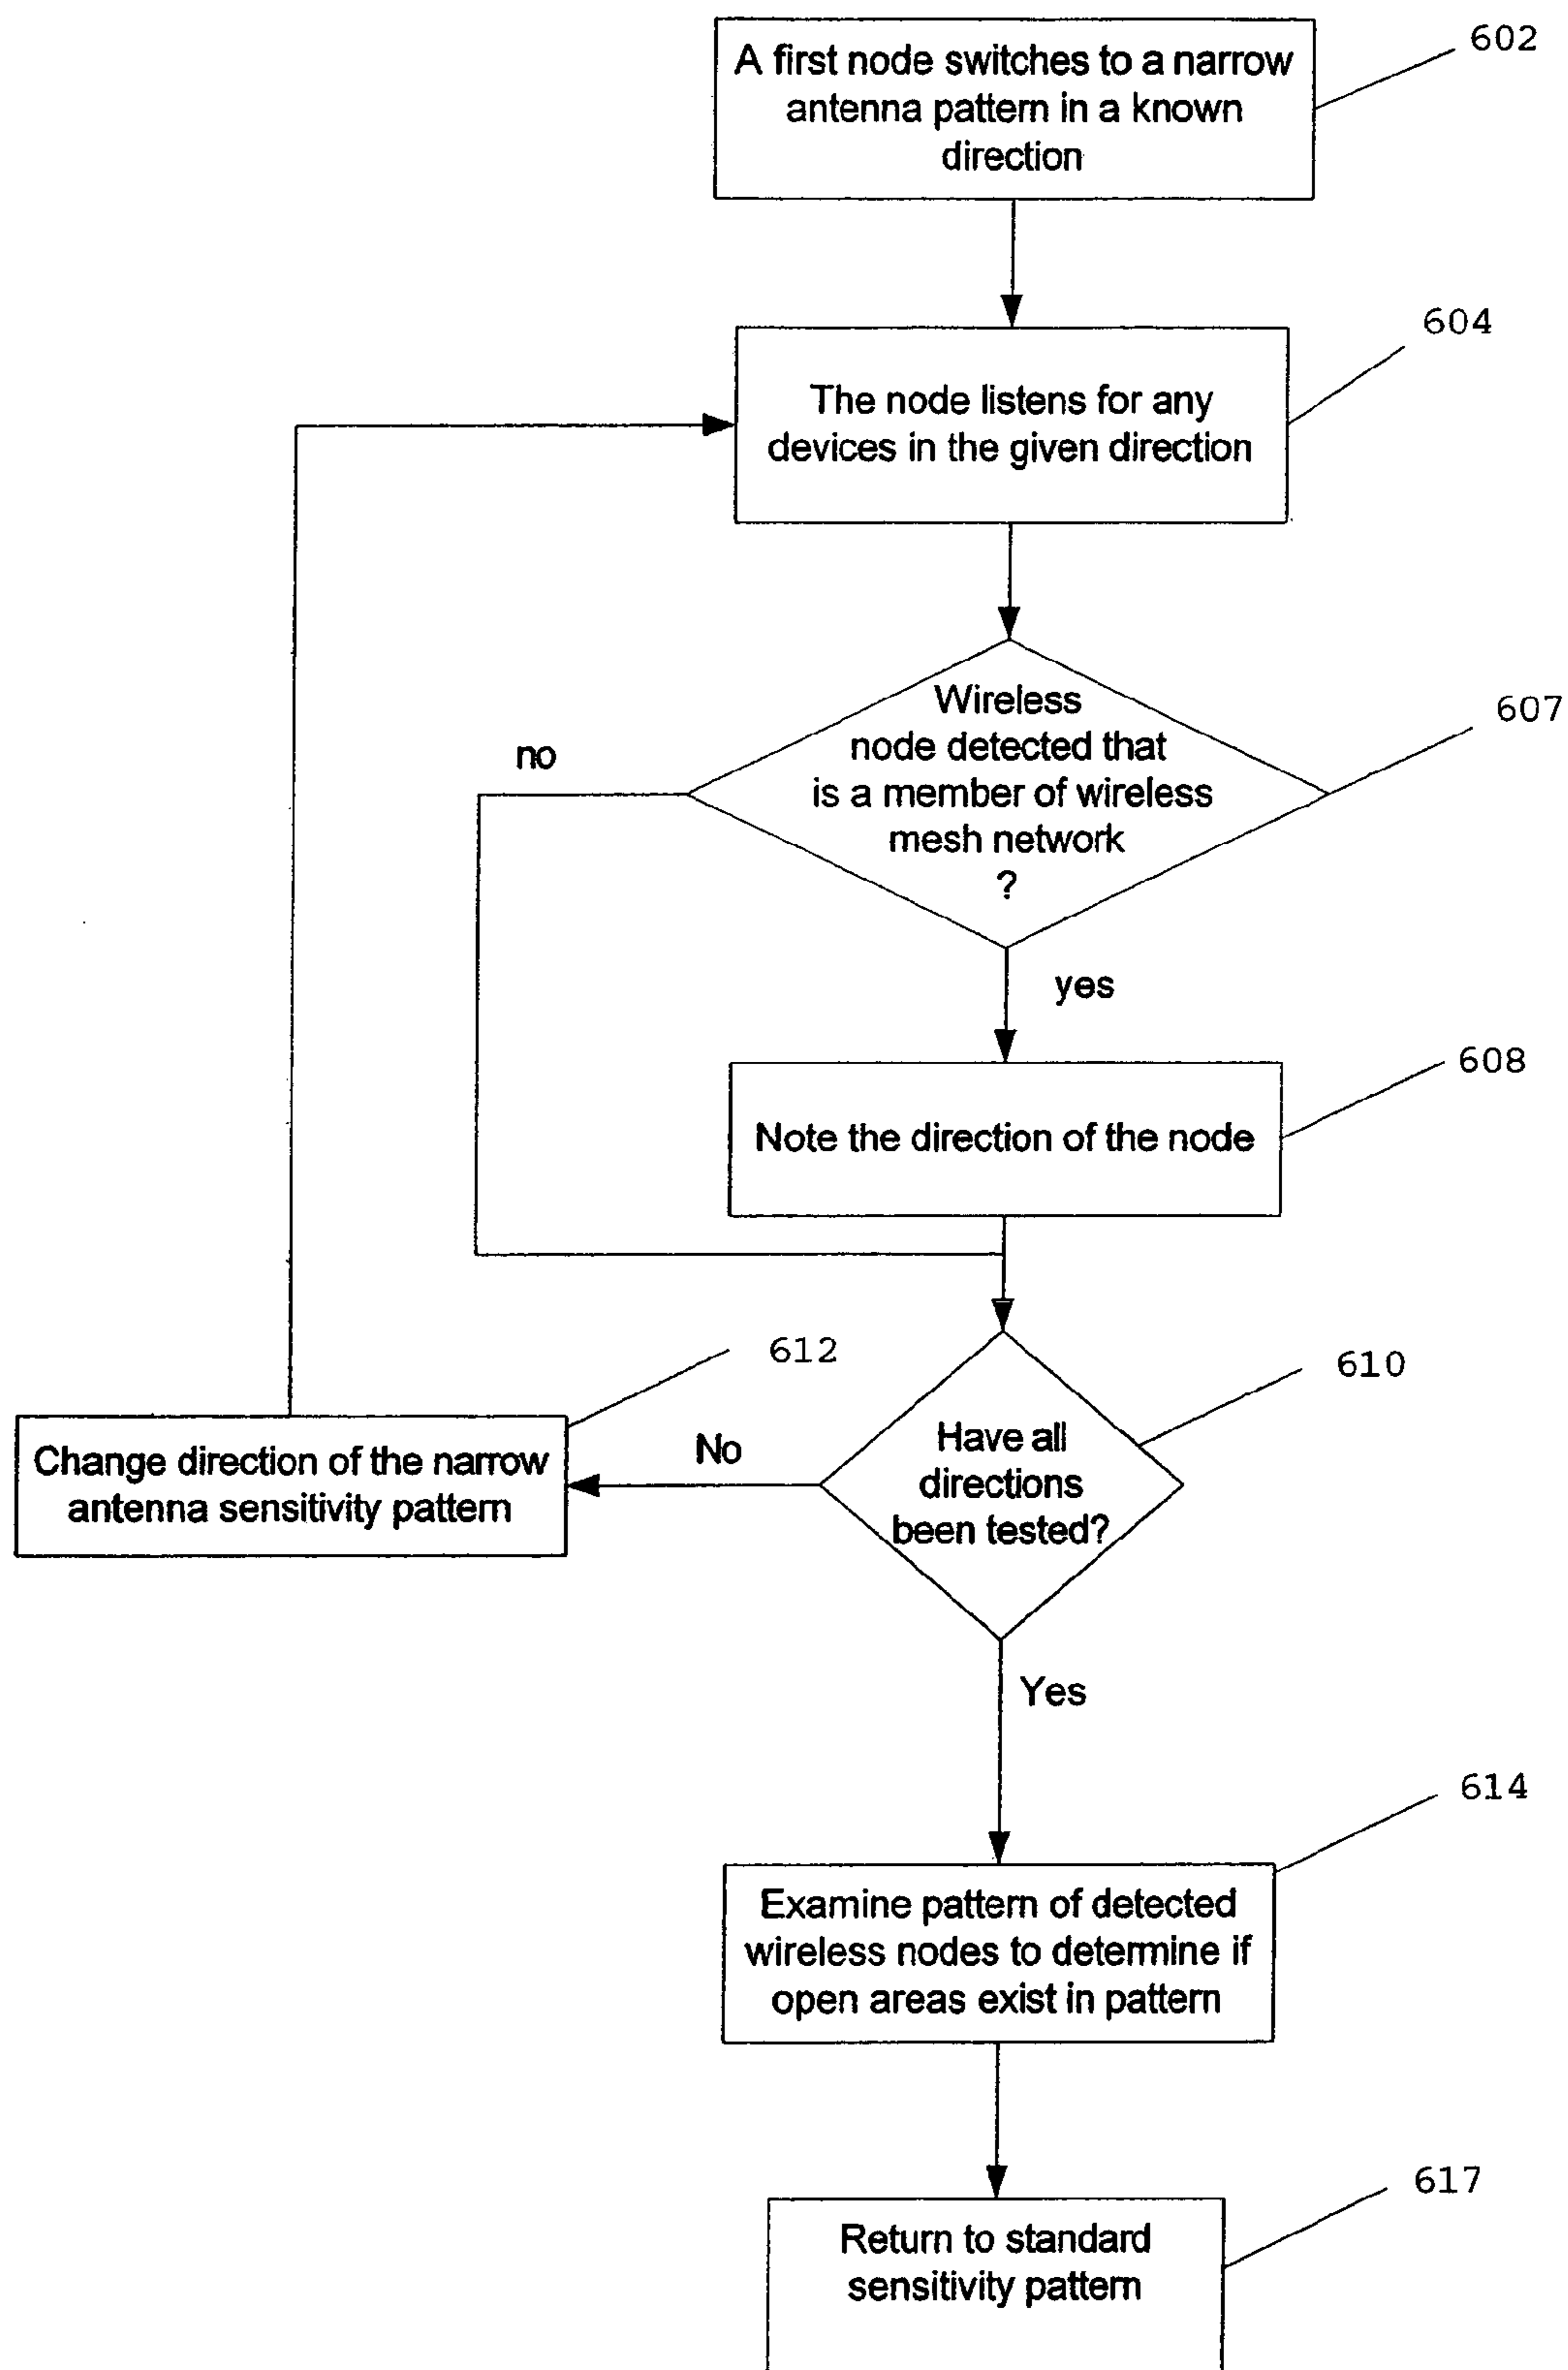 602
A first node switches to a narrow
antenna pattern in a known
direction
604
The node listens for any
devices in the given direction
607
Wireless
node detected that
is a member of wireless
mesh network
?
no
yes
608
Note the direction of the node
612
610
Have all
directions
been tested?
No
Change direction of the narrow
antenna sensitivity pattern
Yes
614
Examine pattern of detected
wireless nodes to determine if
open areas exist in pattern
617
Return to standard
sensitivity pattern